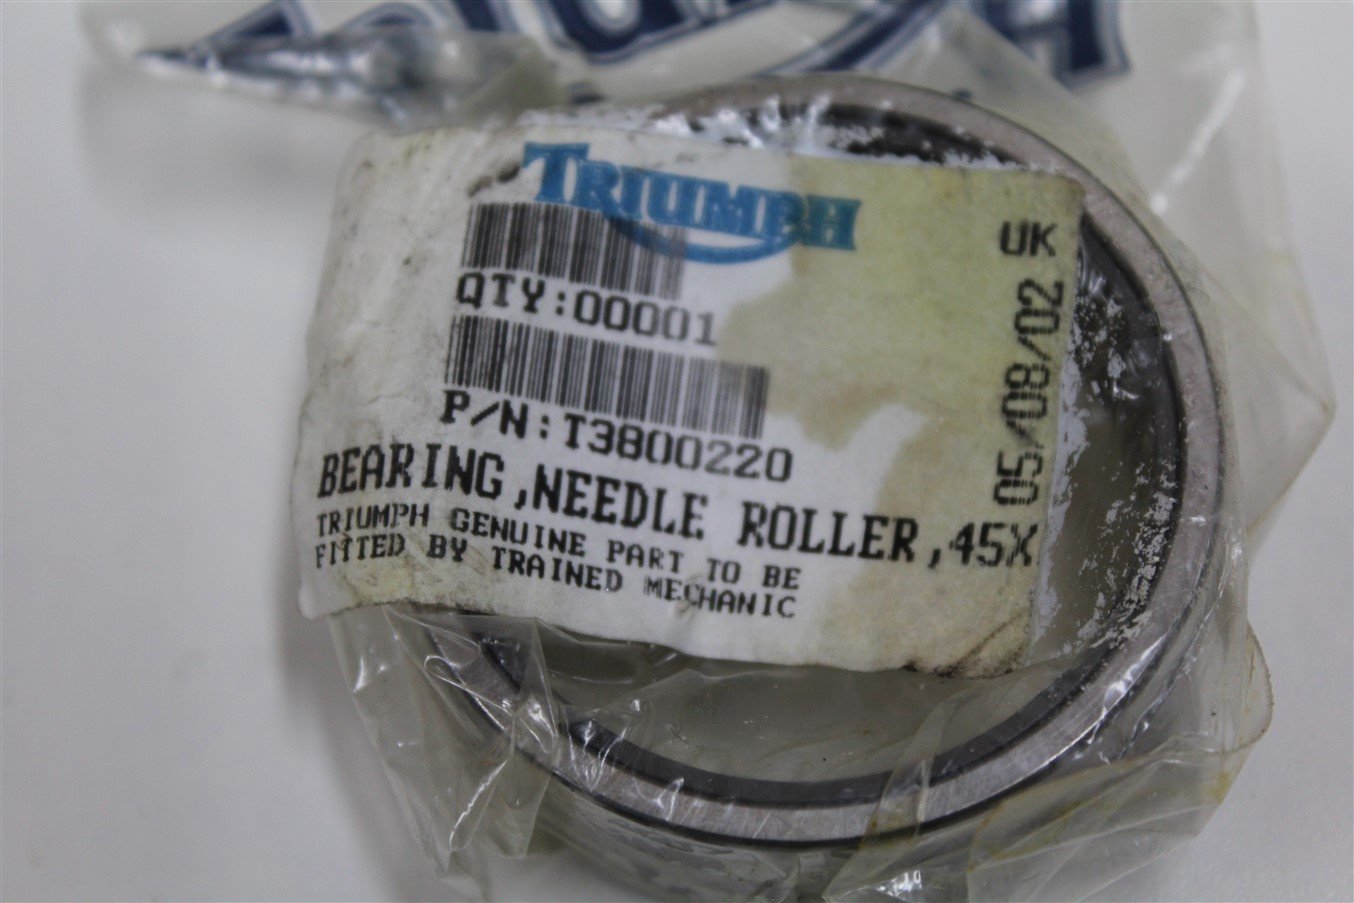 TRIUMPH
QTY:00001
P/N:T3800220
BEARING,NEEDLE ROLLER,45X
TRIUMPH GENUINE PART TO BE
FITTED BY TRAINED MECHANIC
05/08/02 UK